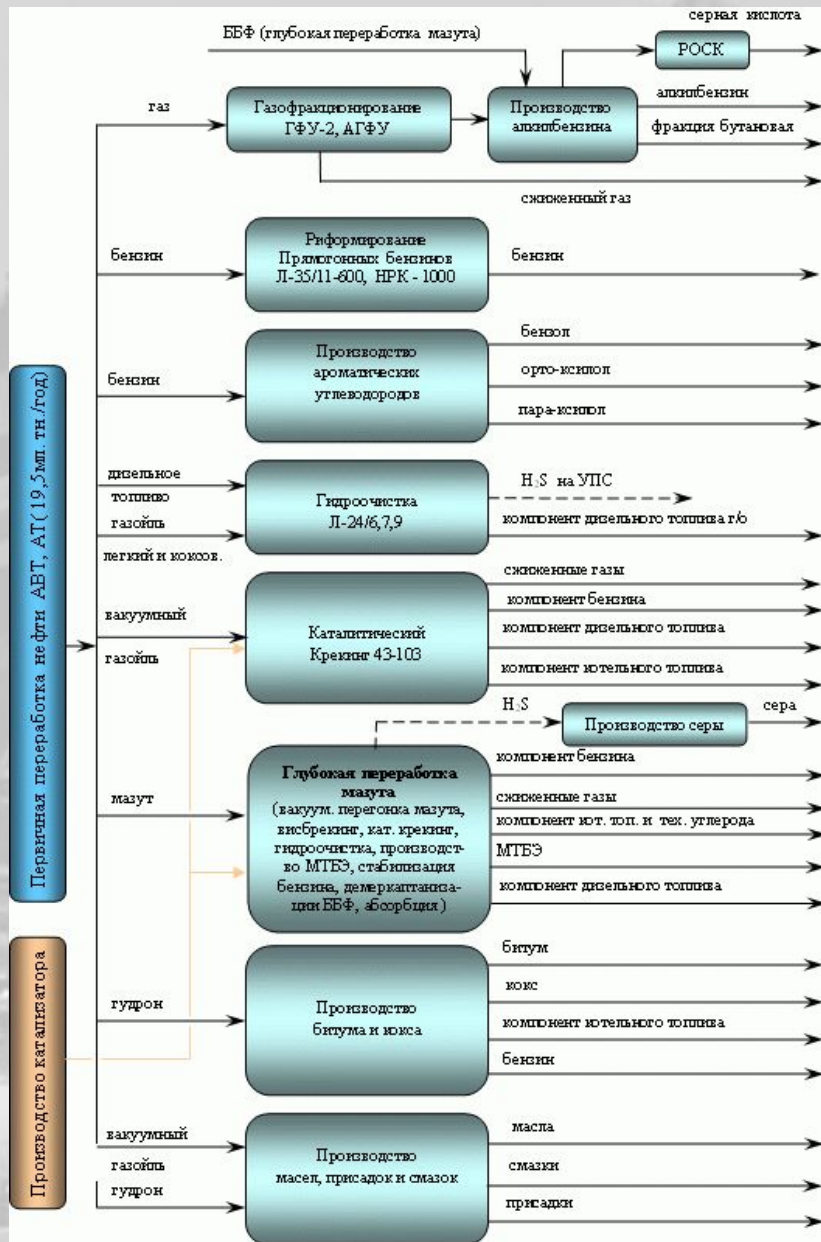 серная кислота
ББФ (глубокая переработка мазута)
РОСК
газ
Газофракционирование
ГФУ-2, АГФУ
Производство
алкилбензина
алкилбензин
фракция бутановая
сжиженный газ
бензин
Риформирование
Прямогонных бензинов
Л-35/11-600, НРК - 1000
бензин
бензин
Производство
ароматических
углеводородов
бензол
орто-ксилол
пара-ксилол
Первичная переработка нефти АВТ, АТ(19,5мл. тн./год)
дизельное
топливо
газойль
легкий и коксов.
Гидроочистка
Л-24/6,7,9
H₂S на УПС
компонент дизельного топлива г/о
вакуумный
газойль
Каталитический
Крекинг 43-103
сжиженные газы
компонент бензина
компонент дизельного топлива
компонент котельного топлива
H₂S
Производство серы
сера
мазут
Глубокая переработка
мазута
(вакуум. перегонка мазута,
висбрекинг, кат. крекинг,
гидроочистка, производст-
во МТБЭ, стабилизация
бензина, демеркаптаниза-
ции ББФ, абсорбция)
компонент бензина
сжиженные газы
компонент кот. топ. и тех. углерода
МТБЭ
компонент дизельного топлива
Производство катализатора
гудрон
Производство
битума и кокса
битум
кокс
компонент котельного топлива
бензин
вакуумный
газойль
гудрон
Производство
масел, присадок и смазок
масла
смазки
присадки